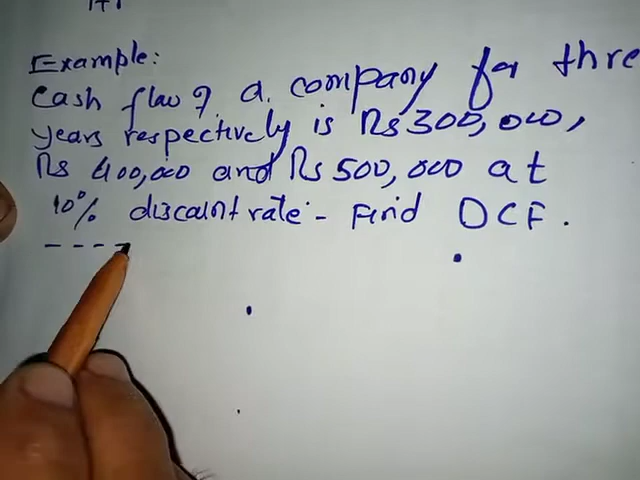 Example:
Cash flow of a company for thre
years respectively is Rs 300,000,
Rs 400,000 and Rs 500,000 at
10% discount rate - Find DCF.